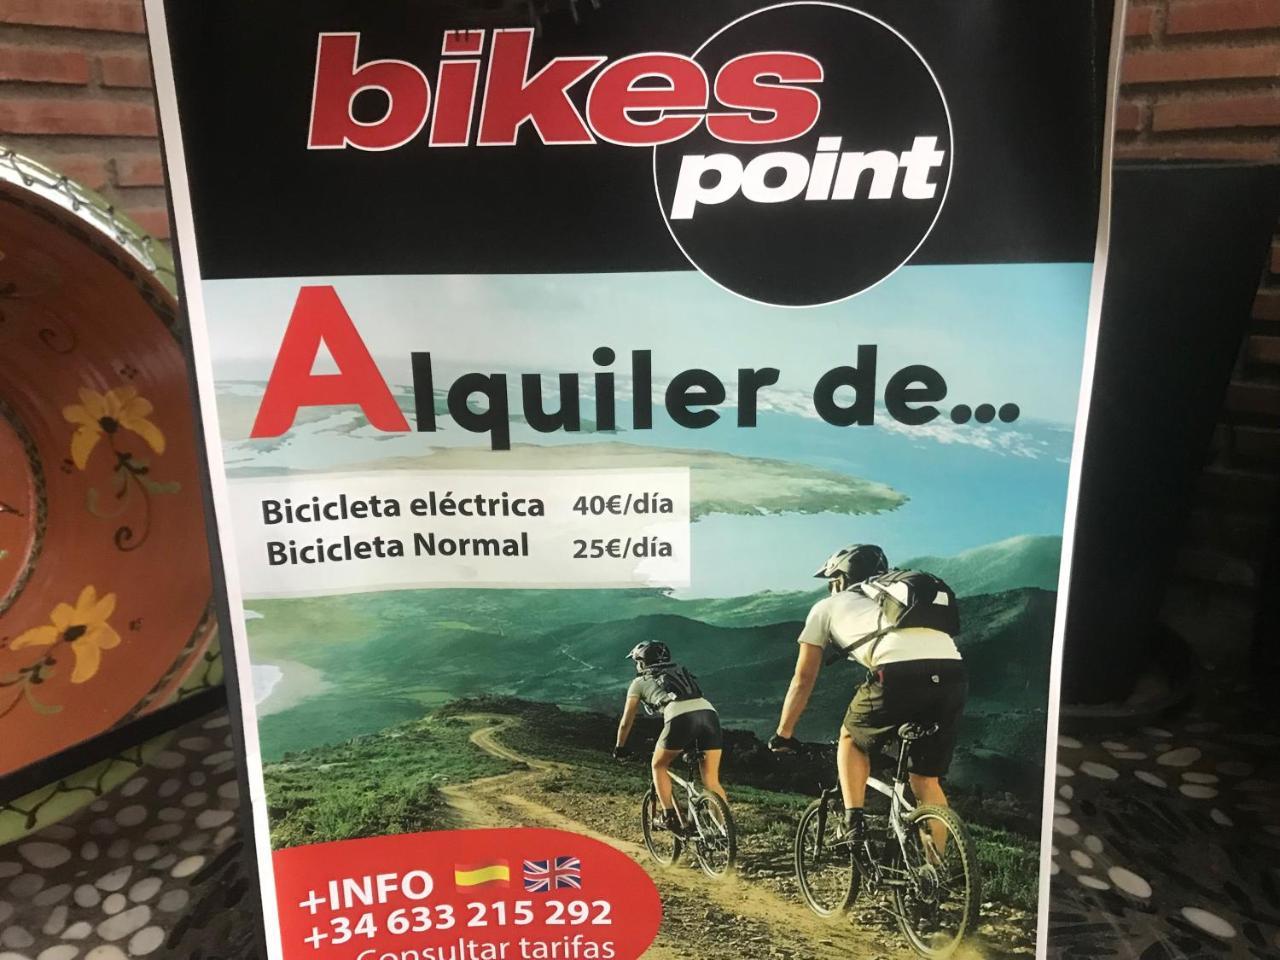 bikes
point
Alquiler de...
Bicicleta eléctrica 40€/día
Bicicleta Normal 25€/día
+INFO
+34 633 215 292
Consultar tarifas